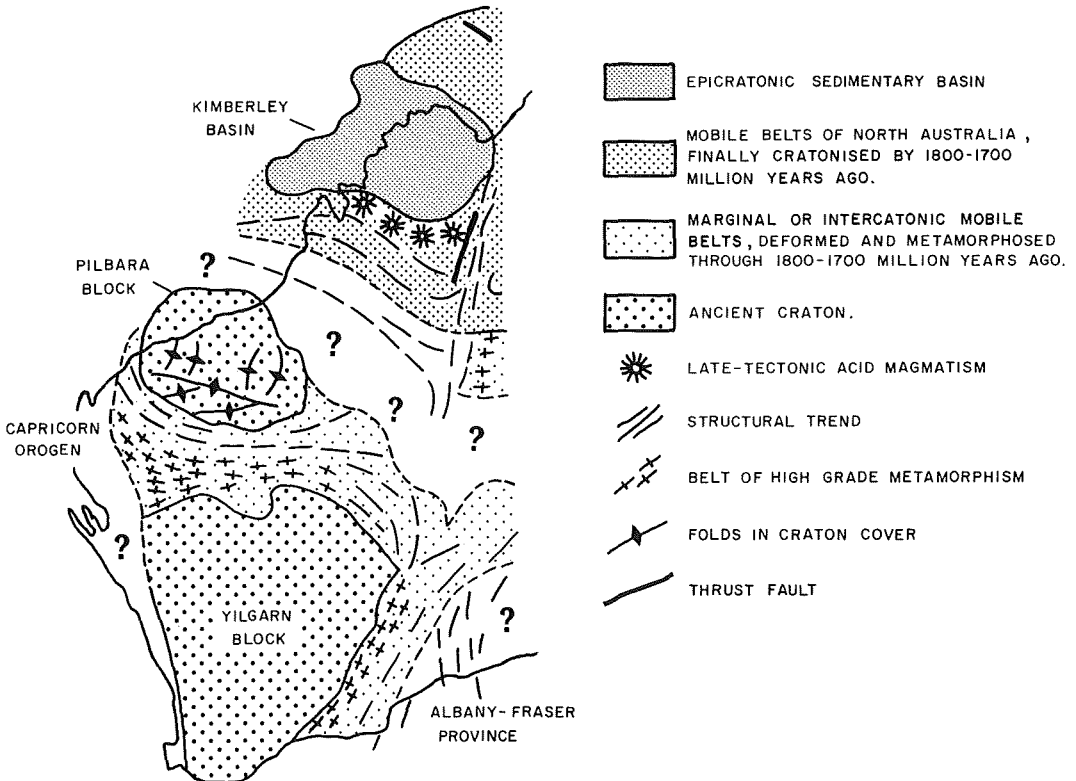 KIMBERLEY
BASIN
PILBARA
BLOCK
CAPRICORN
OROGEN
YILGARN
BLOCK
ALBANY-FRASER
PROVINCE
?
?
?
?
?
?
EPICRATONIC SEDIMENTARY BASIN
MOBILE BELTS OF NORTH AUSTRALIA,
FINALLY CRATONISED BY 1800-1700
MILLION YEARS AGO.
MARGINAL OR INTERCATONIC MOBILE
BELTS, DEFORMED AND METAMORPHOSED
THROUGH 1800-1700 MILLION YEARS AGO.
ANCIENT CRATON.
LATE-TECTONIC ACID MAGMATISM
STRUCTURAL TREND
BELT OF HIGH GRADE METAMORPHISM
FOLDS IN CRATON COVER
THRUST FAULT